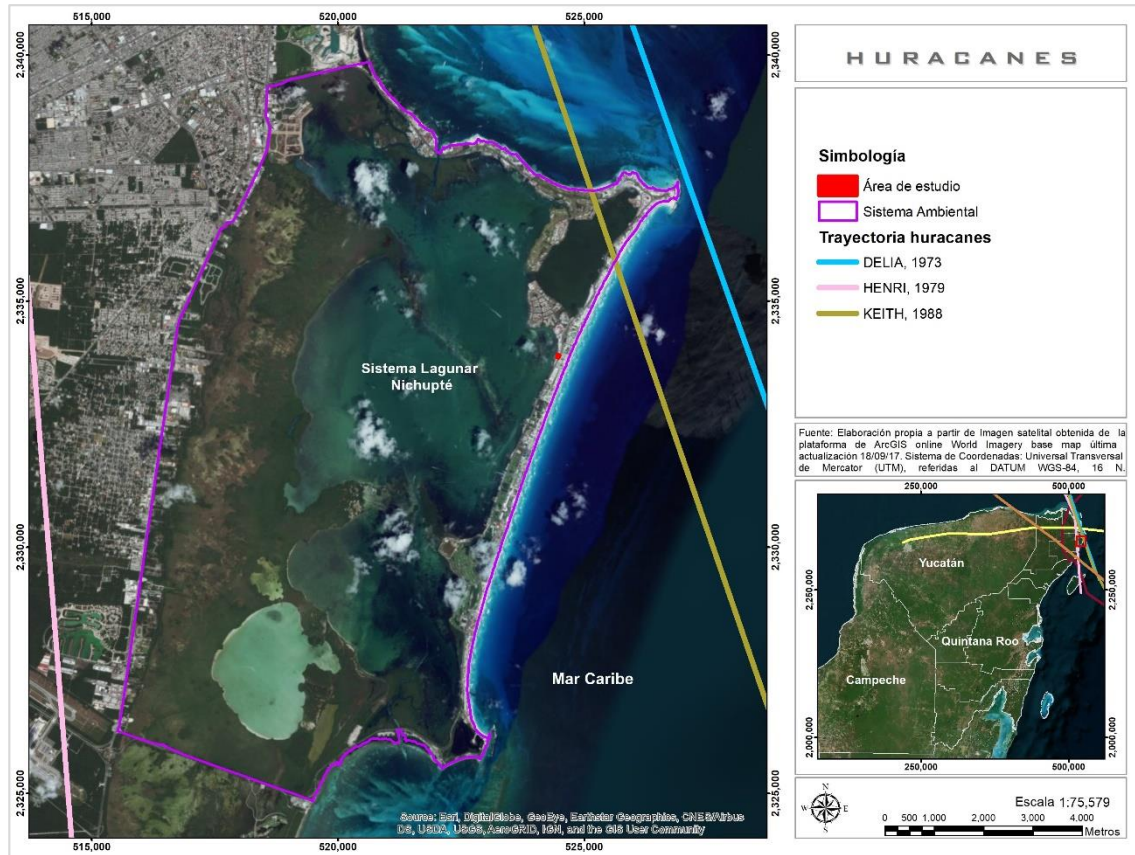 515,000 520,000 525,000
2,340,000 2,340,000
2,335,000 2,335,000
2,330,000 2,330,000
2,325,000 2,325,000
Sistema Lagunar
Nichupté
Mar Caribe
Source: Esri, DigitalGlobe, GeoEye, Earthstar Geographics, CNES/Airbus
DS, USDA, USGS, AeroGRID, IGN, and the GIS User Community
515,000 520,000 525,000
HURACANES
Simbología
Área de estudio
Sistema Ambiental
Trayectoria huracanes
DELIA, 1973
HENRI, 1979
KEITH, 1988
Fuente: Elaboración propia a partir de Imagen satelital obtenida de la
plataforma de ArcGIS online World Imagery base map última
actualización 18/09/17. Sistema de Coordenadas: Universal Transversal
de Mercator (UTM), referidas al DATUM WGS-84, 16 N.
250,000 500,000
2,250,000 2,250,000
2,000,000 2,000,000
Yucatán
Quintana Roo
Campeche
250,000 500,000
N
W E
S
Escala 1:75,579
0 500 1,000 2,000 3,000 4,000
Metros